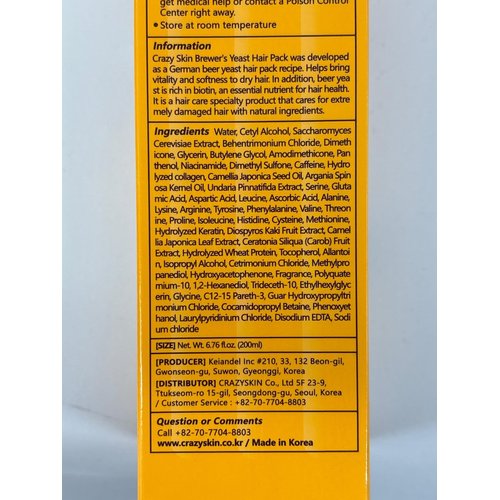 get medical help or contact a Poison Control
Center right away.
• Store at room temperature
Information
Crazy Skin Brewer's Yeast Hair Pack was developed
as a German beer yeast hair pack recipe. Helps bring
vitality and softness to dry hair. In addition, beer yea
st is rich in biotin, an essential nutrient for hair health.
It is a hair care specialty product that cares for extre
mely damaged hair with natural ingredients.
Ingredients Water, Cetyl Alcohol, Saccharomyces
Cerevisiae Extract, Behentrimonium Chloride, Dimeth
icone, Glycerin, Butylene Glycol, Amodimethicone, Pan
thenol, Niacinamide, Dimethyl Sulfone, Caffeine, Hydro
lyzed collagen, Camellia Japonica Seed Oil, Argania Spin
osa Kernel Oil, Undaria Pinnatifida Extract, Serine, Gluta
mic Acid, Aspartic Acid, Leucine, Ascorbic Acid, Alanine,
Lysine, Arginine, Tyrosine, Phenylalanine, Valine, Threon
ine, Proline, Isoleucine, Histidine, Cysteine, Methionine,
Hydrolyzed Keratin, Diospyros Kaki Fruit Extract, Camel
lia Japonica Leaf Extract, Ceratonia Siliqua (Carob) Fruit
Extract, Hydrolyzed Wheat Protein, Tocopherol, Allantoi
n, Isopropyl Alcohol, Cetrimonium Chloride, Methylpro
panediol, Hydroxyacetophenone, Fragrance, Polyquate
rnium-10, 1,2-Hexanediol, Trideceth-10, Ethylhexylglyc
erin, Glycine, C12-15 Pareth-3, Guar Hydroxypropyltri
monium Chloride, Cocamidopropyl Betaine, Phenoxyet
hanol, Laurylpyridinium Chloride, Disodium EDTA, Sodi
um chloride
[SIZE] Net. Wt. 6.76 fl.oz. (200ml)
[PRODUCER] Keiandel Inc #210, 33, 132 Beon-gil,
Gwonseon-gu, Suwon, Gyeonggi, Korea
[DISTRIBUTOR] CRAZYSKIN Co., Ltd 5F 23-9,
Ttukseom-ro 15-gil, Seongdong-gu, Seoul, Korea
/ Customer Service : +82-70-7704-8803
Question or Comments
Call +82-70-7704-8803
www.crazyskin.co.kr / Made in Korea